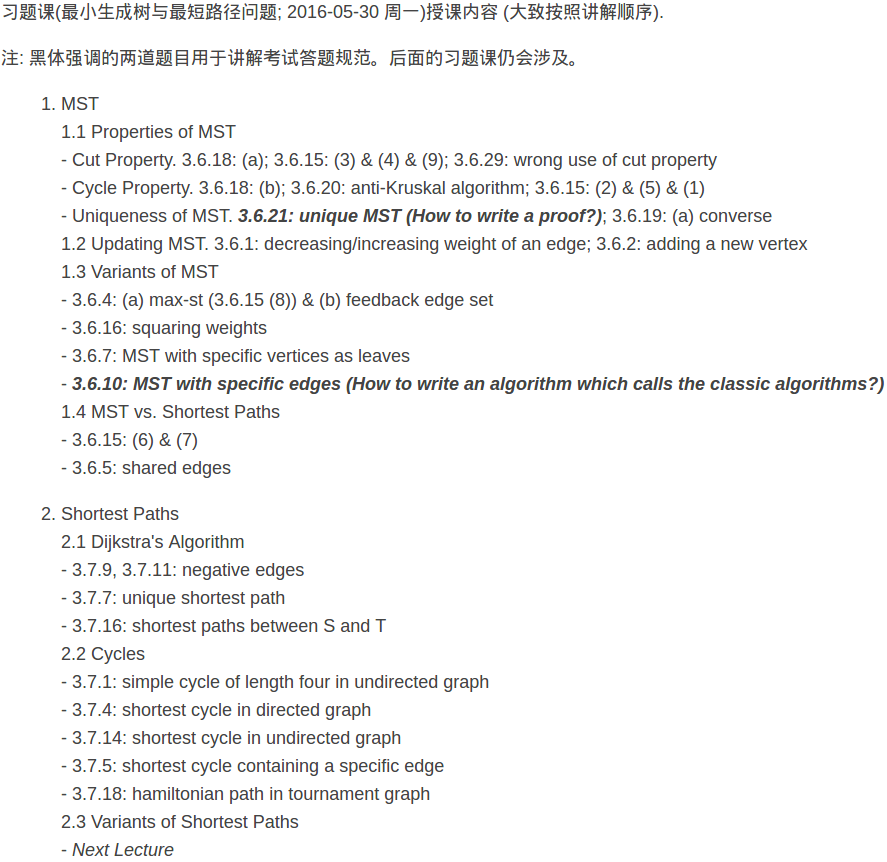 习题课(最小生成树与最短路径问题; 2016-05-30 周一)授课内容 (大致按照讲解顺序).
注: 黑体强调的两道题目用于讲解考试答题规范。后面的习题课仍会涉及。
1. MST
1.1 Properties of MST
- Cut Property. 3.6.18: (a); 3.6.15: (3) & (4) & (9); 3.6.29: wrong use of cut property
- Cycle Property. 3.6.18: (b); 3.6.20: anti-Kruskal algorithm; 3.6.15: (2) & (5) & (1)
- Uniqueness of MST. 3.6.21: unique MST (How to write a proof?); 3.6.19: (a) converse
1.2 Updating MST. 3.6.1: decreasing/increasing weight of an edge; 3.6.2: adding a new vertex
1.3 Variants of MST
- 3.6.4: (a) max-st (3.6.15 (8)) & (b) feedback edge set
- 3.6.16: squaring weights
- 3.6.7: MST with specific vertices as leaves
- 3.6.10: MST with specific edges (How to write an algorithm which calls the classic algorithms?)
1.4 MST vs. Shortest Paths
- 3.6.15: (6) & (7)
- 3.6.5: shared edges
2. Shortest Paths
2.1 Dijkstra's Algorithm
- 3.7.9, 3.7.11: negative edges
- 3.7.7: unique shortest path
- 3.7.16: shortest paths between S and T
2.2 Cycles
- 3.7.1: simple cycle of length four in undirected graph
- 3.7.4: shortest cycle in directed graph
- 3.7.14: shortest cycle in undirected graph
- 3.7.5: shortest cycle containing a specific edge
- 3.7.18: hamiltonian path in tournament graph
2.3 Variants of Shortest Paths
- Next Lecture